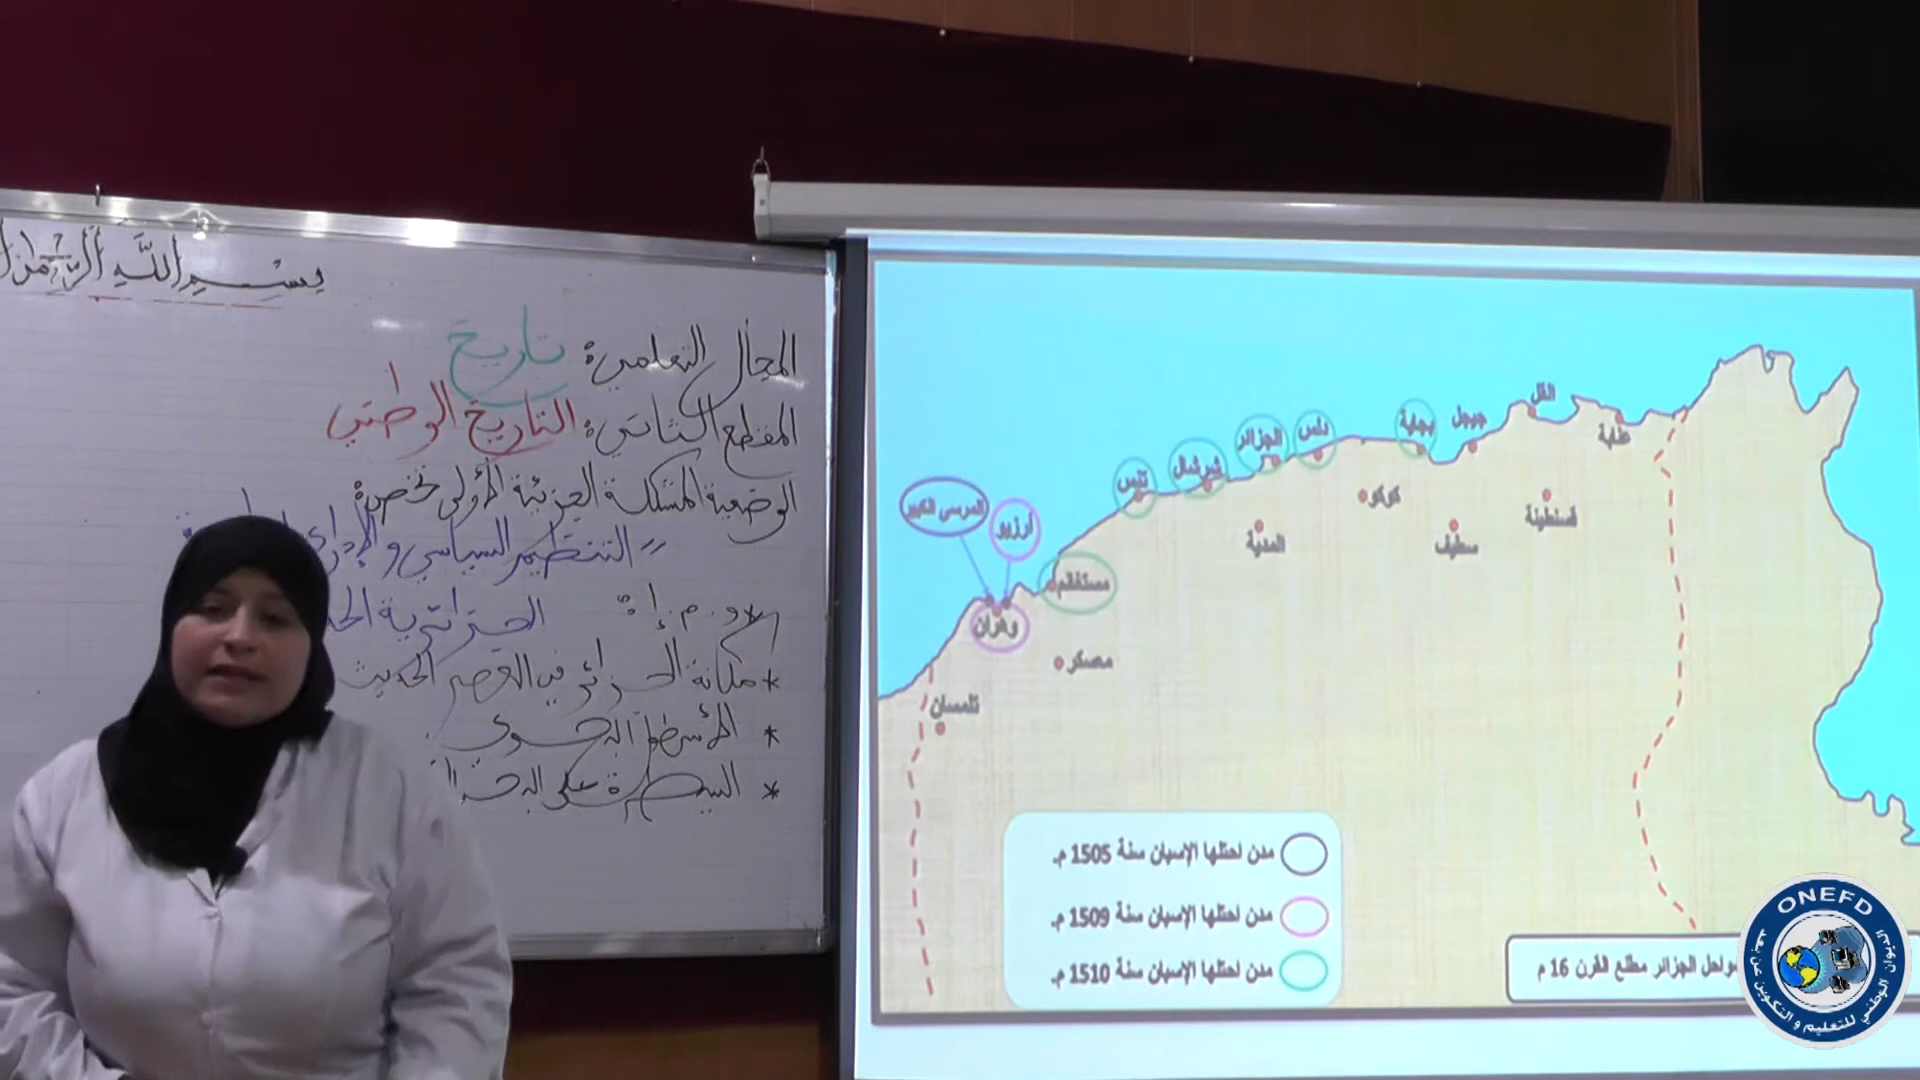 بسم الله الرحمن
المجال التعلمي: تاريخ
المقطع الثاني: التاريخ الوطني
الوضعية المشكلة الجزئية الأولى تخص:
"التنظيم السياسي و
الجزائرية
* و. م. إ:
* مكانة الجزائر في العصر الحديث
* الأسطول البحري
* السيطرة على
المرسى الكبير
أرزيو
وهران
مستغانم
تنس
شرشال
الجزائر
دلس
بجاية
جيجل
القل
عنابة
كوكو
قسنطينة
المدية
سطيف
معسكر
تلمسان
مدن احتلها الإسبان سنة 1505 م.
مدن احتلها الإسبان سنة 1509 م.
مدن احتلها الإسبان سنة 1510 م.
سواحل الجزائر مطلع القرن 16 م
ONEFD
الديوان الوطني للتعليم و التكوين عن بعد